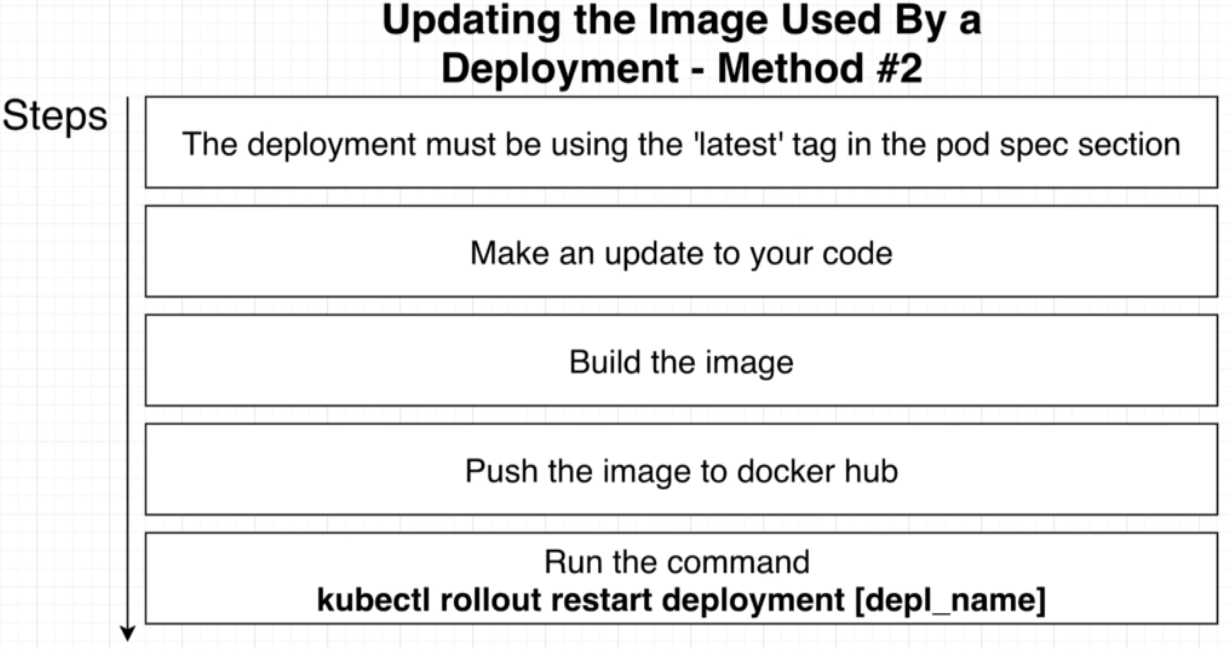 Updating the Image Used By a
Deployment - Method #2
Steps
The deployment must be using the 'latest' tag in the pod spec section
Make an update to your code
Build the image
Push the image to docker hub
Run the command
kubectl rollout restart deployment [depl_name]